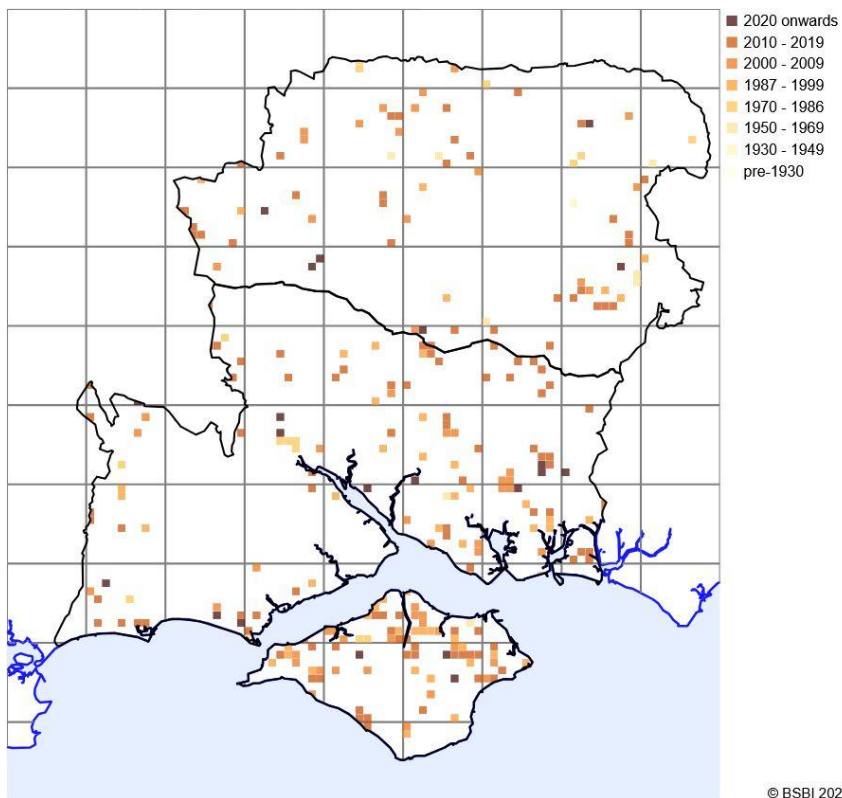 2020 onwards
2010 - 2019
2000 - 2009
1987 - 1999
1970 - 1986
1950 - 1969
1930 - 1949
pre-1930
© BSBI 202